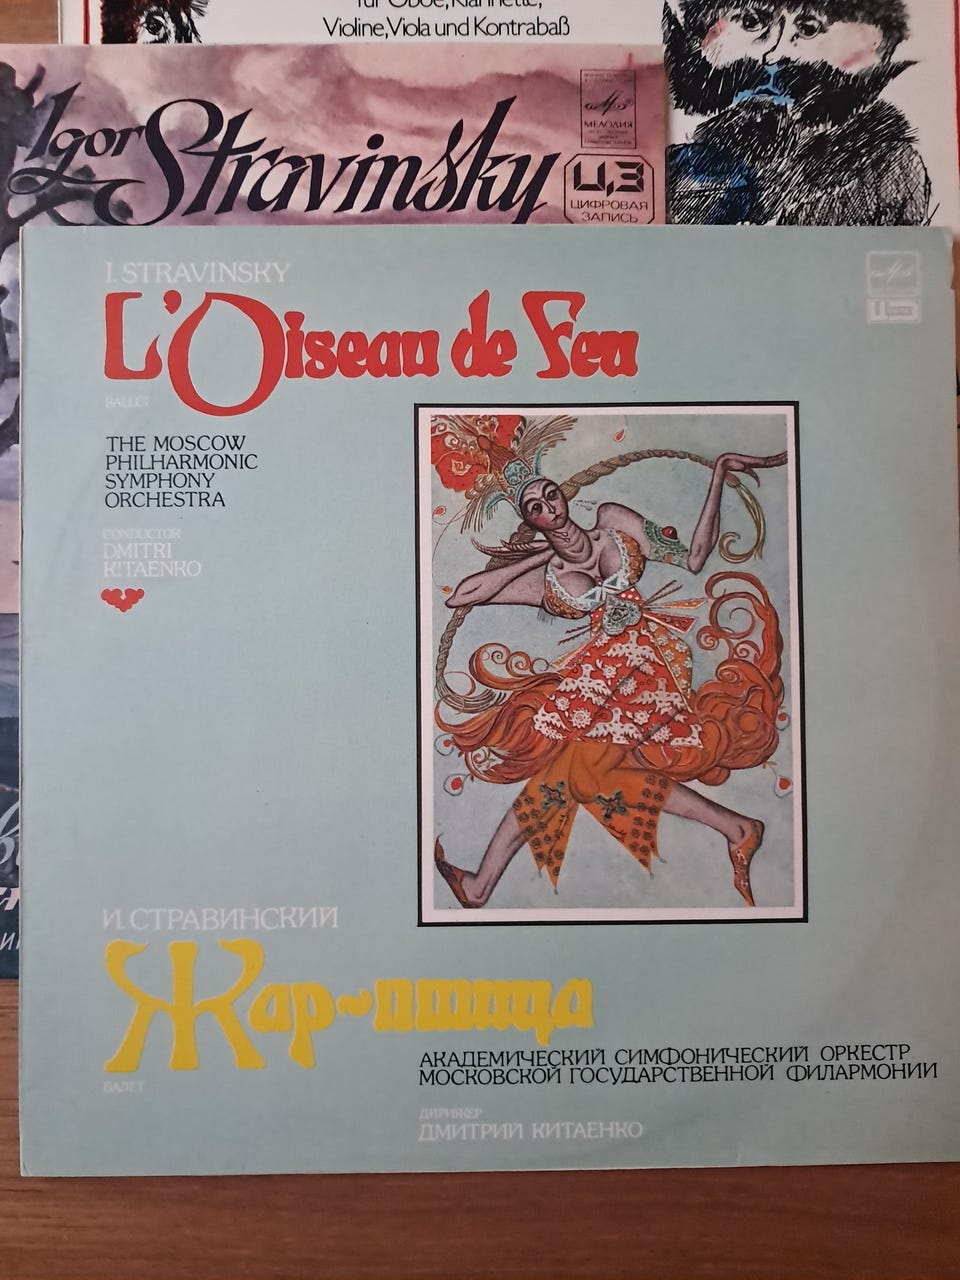 für Oboe, Klarinette,
Violine, Viola und Kontrabaß
Igor Stravinsky
МЕЛОДИЯ
ЦЗ
ЦИФРОВАЯ
ЗАПИСЬ
I. STRAVINSKY
L'Oiseau de Feu
BALLET
THE MOSCOW
PHILHARMONIC
SYMPHONY
ORCHESTRA
CONDUCTOR
DMITRI
KITAENKO
И. СТРАВИНСКИЙ
Жар-птица
БАЛЕТ
АКАДЕМИЧЕСКИЙ СИМФОНИЧЕСКИЙ ОРКЕСТР
МОСКОВСКОЙ ГОСУДАРСТВЕННОЙ ФИЛАРМОНИИ
ДИРИЖЕР
ДМИТРИЙ КИТАЕНКО